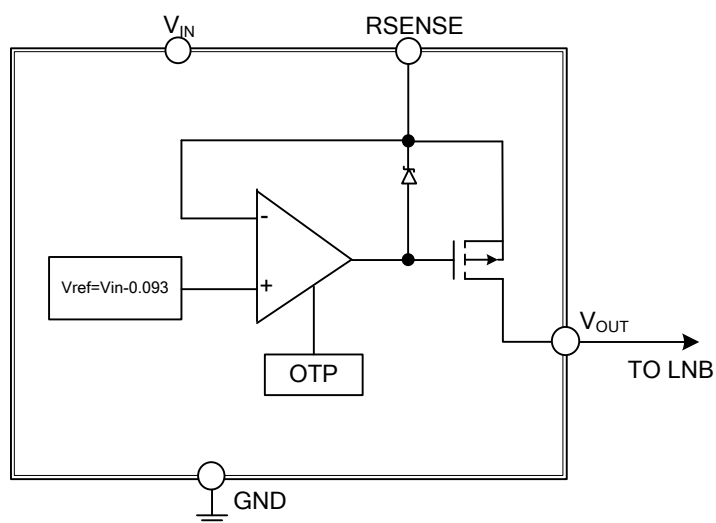 VIN
RSENSE
-
Vref=Vin-0.093
+
OTP
VOUT
TO LNB
GND